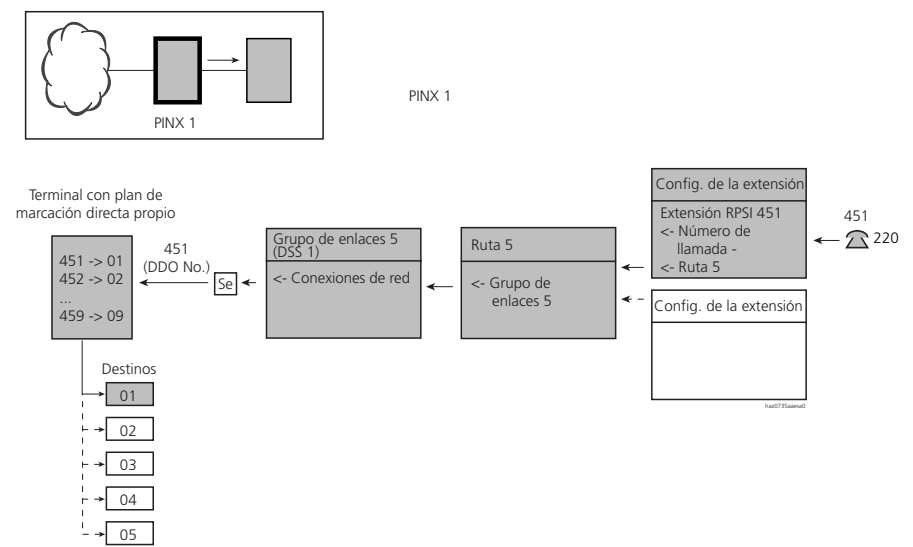 PINX 1
PINX 1
Terminal con plan de
marcación directa propio
451 -> 01
452 -> 02
...
459 -> 09
451
(DDO No.)
Se
Grupo de enlaces 5
(DSS 1)
<- Conexiones de red
Ruta 5
<- Grupo de
enlaces 5
Config. de la extensión
Extensión RPSI 451
<- Número de
llamada -
<- Ruta 5
451
220
Config. de la extensión
haz0735aaesa0
Destinos
01
02
03
04
05